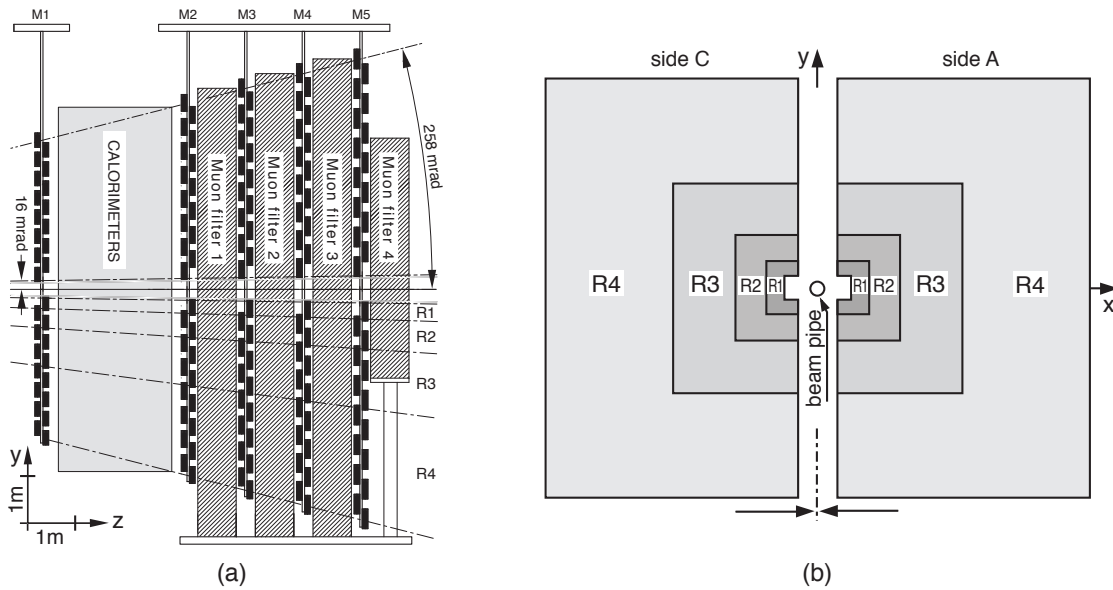 M1
M2
M3
M4
M5
CALORIMETERS
Muon filter 1
Muon filter 2
Muon filter 3
Muon filter 4
258 mrad
16 mrad
R1
R2
R3
R4
y
1m
1m
z
(a)
side C
y
side A
R4
R3
R2
R1
R1
R2
R3
R4
x
beam pipe
(b)